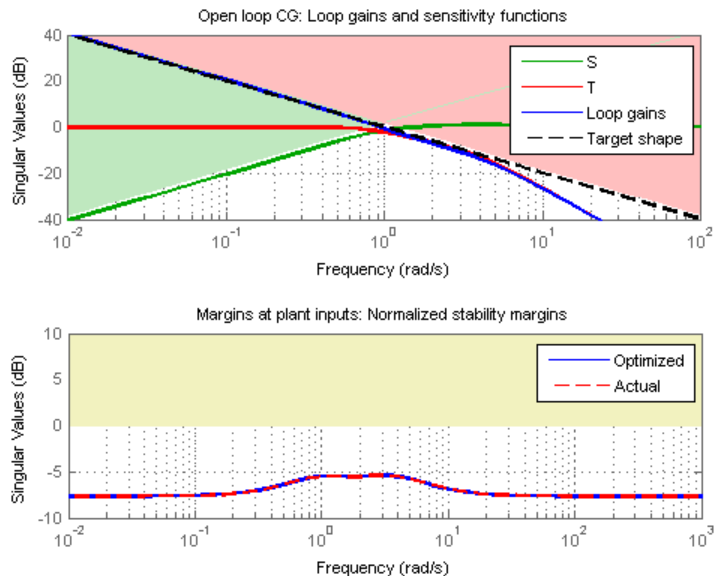 Open loop CG: Loop gains and sensitivity functions
Singular Values (dB)
40
20
0
-20
-40
S
T
Loop gains
Target shape
10^-2
10^-1
10^0
10^1
10^2
Frequency (rad/s)
Margins at plant inputs: Normalized stability margins
Singular Values (dB)
10
5
0
-5
-10
Optimized
Actual
10^-2
10^-1
10^0
10^1
10^2
10^3
Frequency (rad/s)